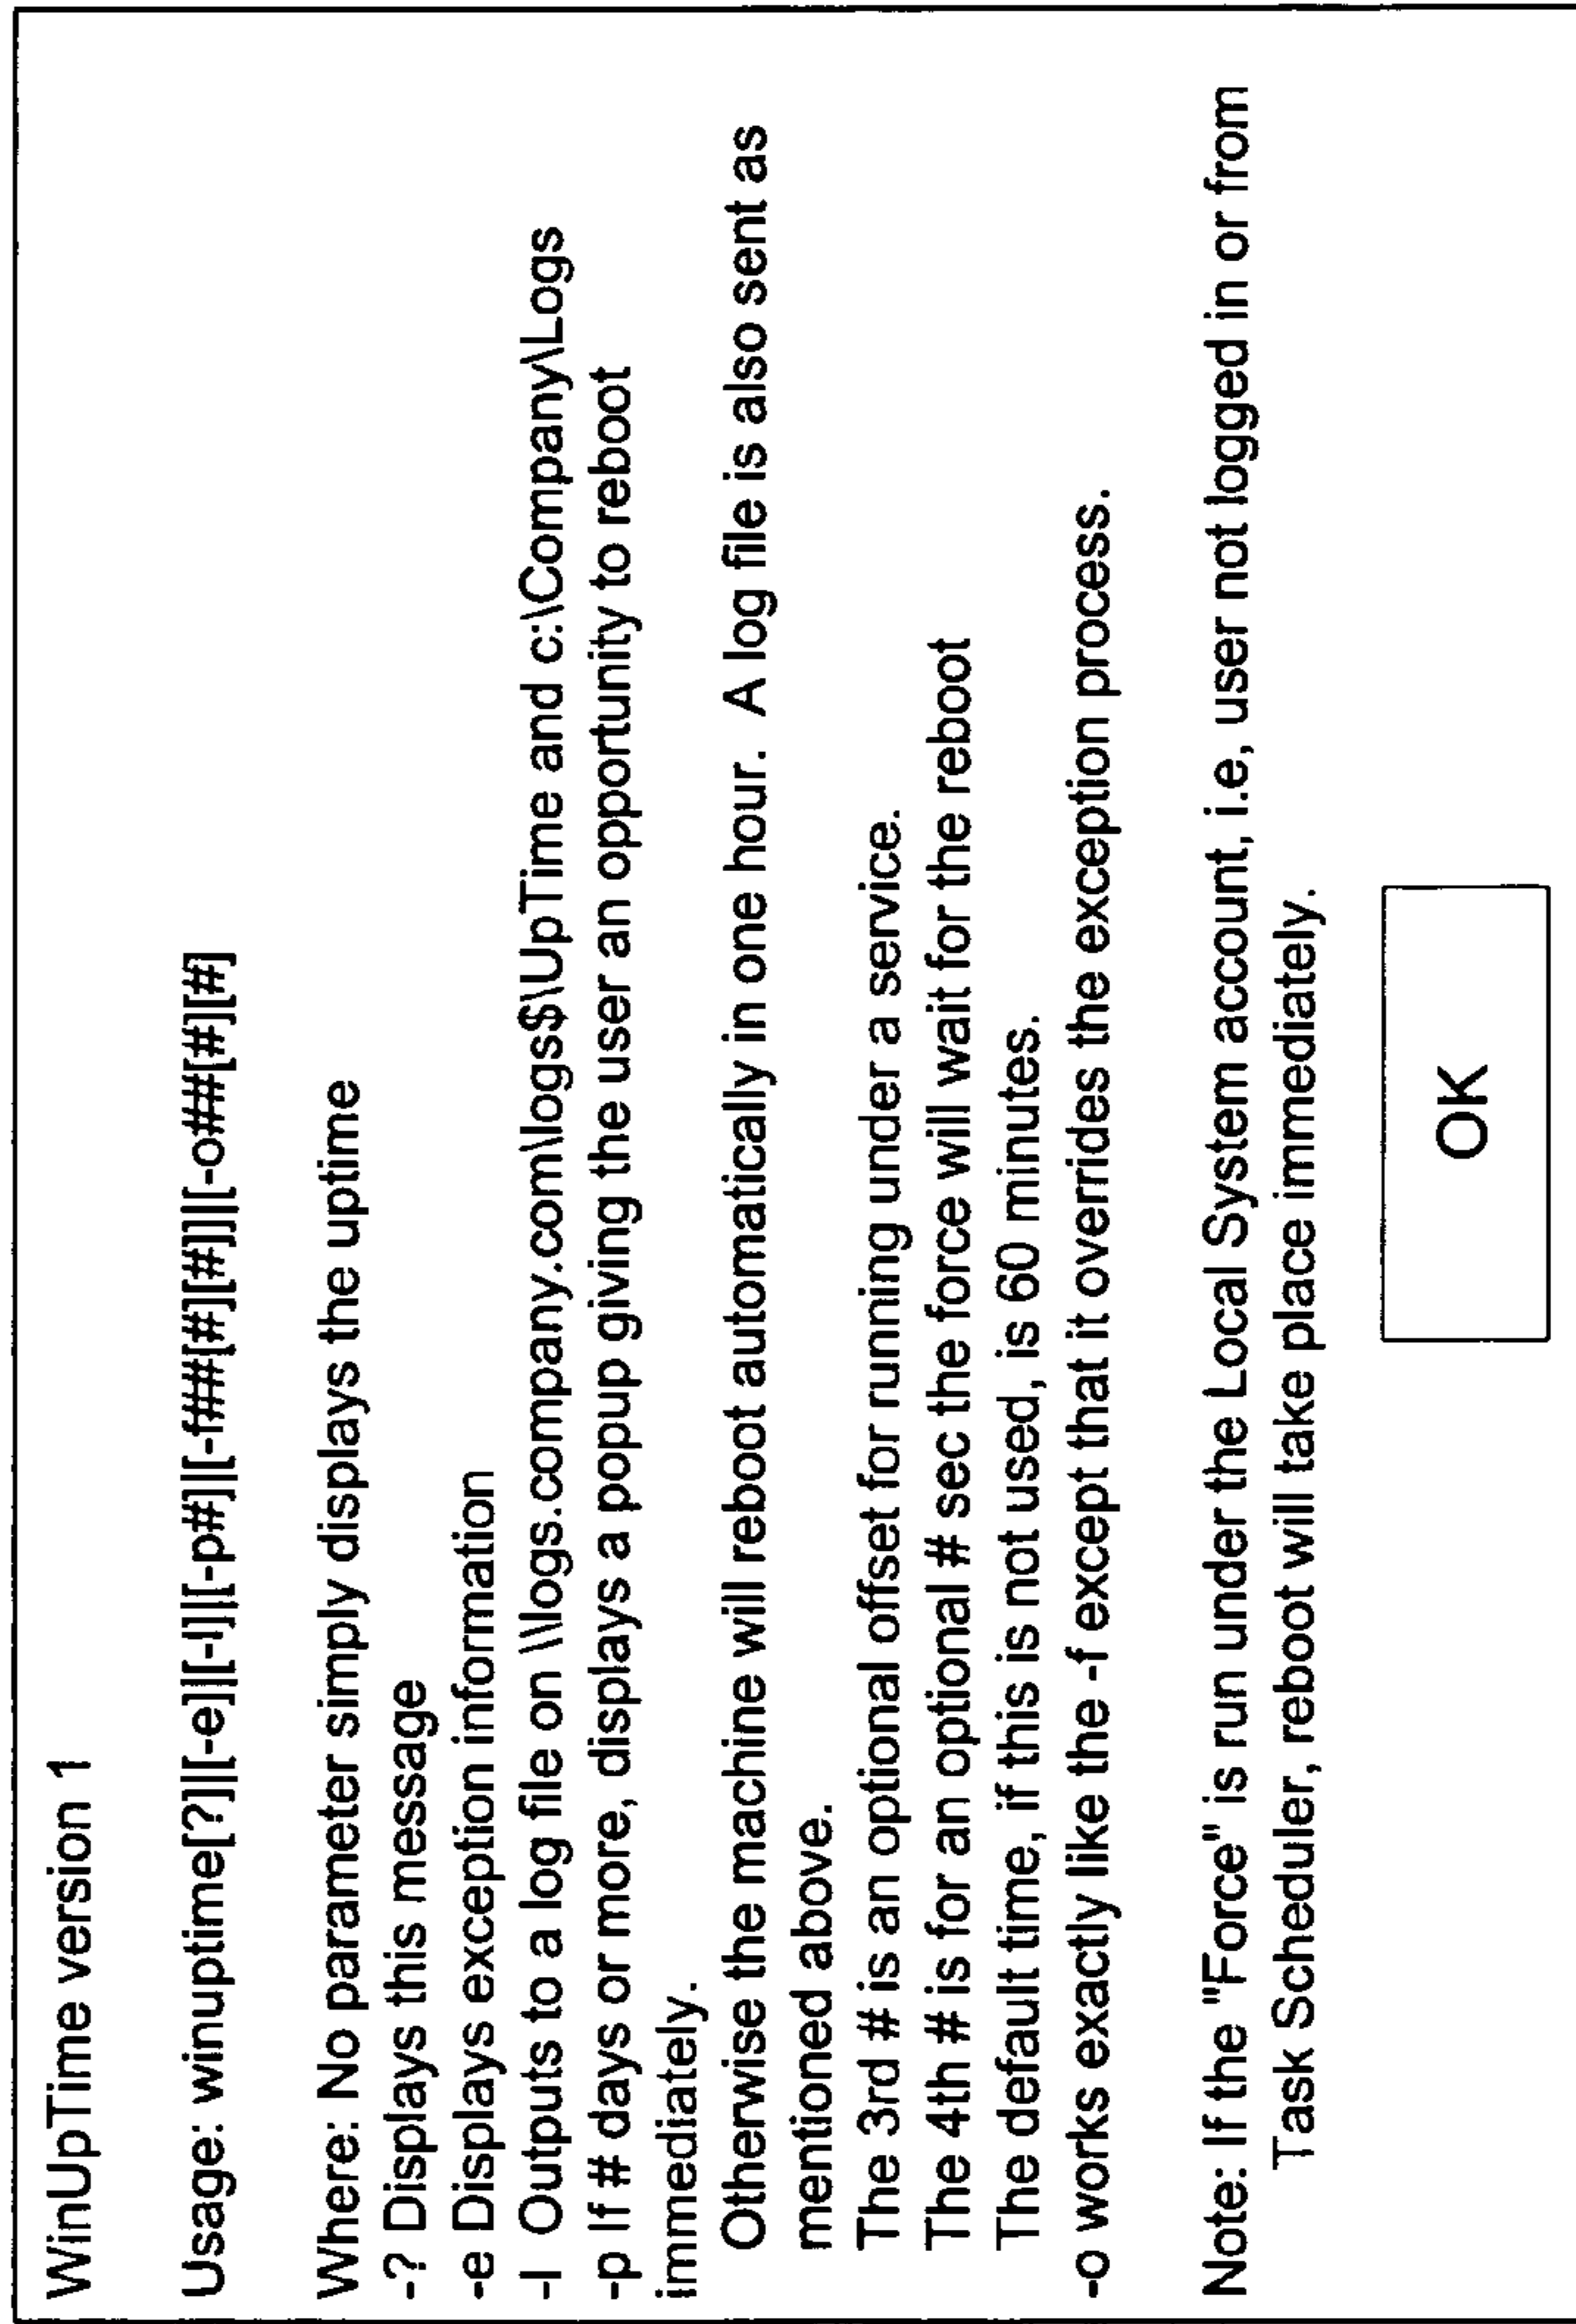 WinUpTime version 1
Usage: winuptime[?]|[-e]|[-l]|[-p#]|[-f##[#][#]]|[-o##[#][#]
Where: No parameter simply displays the uptime
-? Displays this message
-e Displays exception information
-l Outputs to a log file on \\logs.company.com\logs$\UpTime and c:\Company\Logs
-p If # days or more, displays a popup giving the user an opportunity to reboot
immediately.
Otherwise the machine will reboot automatically in one hour. A log file is also sent as
mentioned above.
The 3rd # is an optional offset for running under a service.
The 4th # is for an optional # sec the force will wait for the reboot
The default time, if this is not used, is 60 minutes.
-o works exactly like the -f except that it overrides the exception process.
Note: If the "Force" is run under the Local System account, i.e, user not logged in or from
Task Scheduler, reboot will take place immediately.
OK